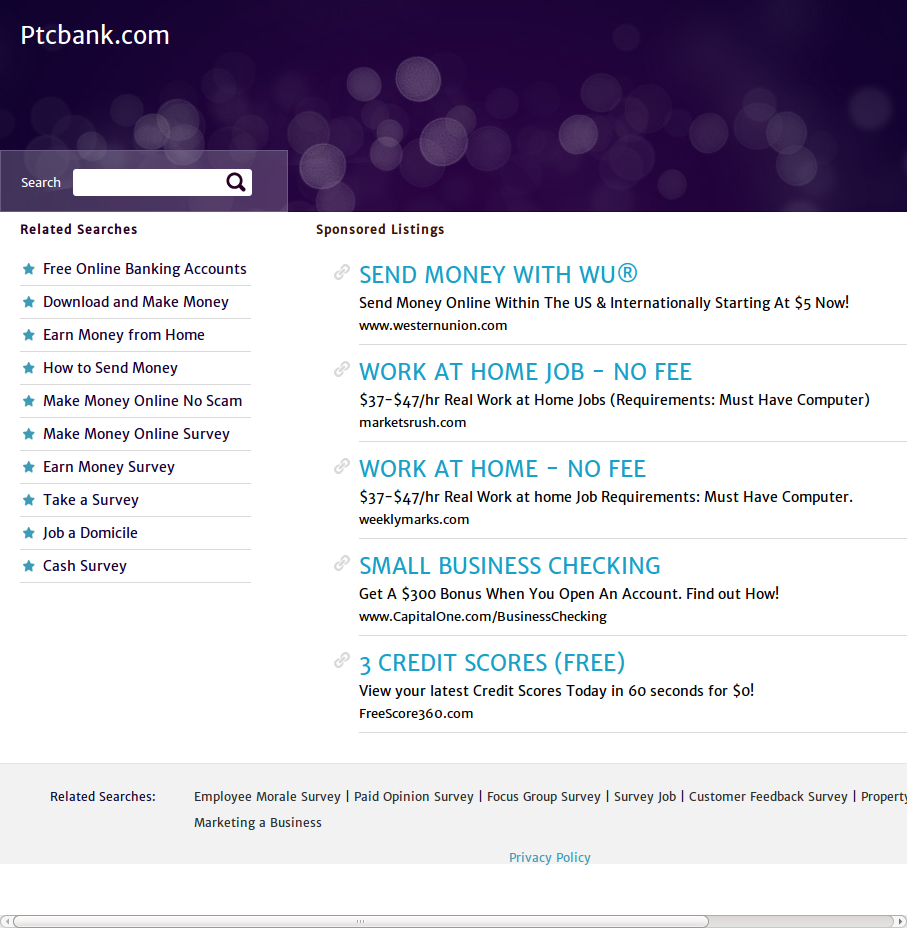 Ptcbank.com
Search
Related Searches
Free Online Banking Accounts
Download and Make Money
Earn Money from Home
How to Send Money
Make Money Online No Scam
Make Money Online Survey
Earn Money Survey
Take a Survey
Job a Domicile
Cash Survey
Sponsored Listings
SEND MONEY WITH WU®
Send Money Online Within The US & Internationally Starting At $5 Now!
www.westernunion.com
WORK AT HOME JOB - NO FEE
$37-$47/hr Real Work at Home Jobs (Requirements: Must Have Computer)
marketsrush.com
WORK AT HOME - NO FEE
$37-$47/hr Real Work at home Job Requirements: Must Have Computer.
weeklymarks.com
SMALL BUSINESS CHECKING
Get A $300 Bonus When You Open An Account. Find out How!
www.CapitalOne.com/BusinessChecking
3 CREDIT SCORES (FREE)
View your latest Credit Scores Today in 60 seconds for $0!
FreeScore360.com
Related Searches: Employee Morale Survey | Paid Opinion Survey | Focus Group Survey | Survey Job | Customer Feedback Survey | Property
Marketing a Business
Privacy Policy